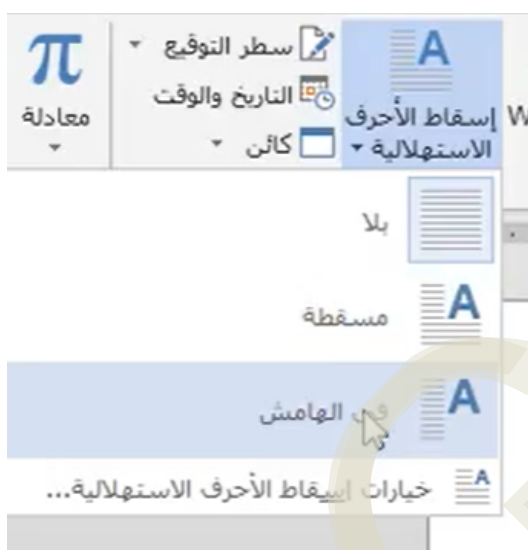 W
A إسقاط الأحرف
الاستهلالية
سطر التوقيع
التاريخ والوقت
كائن
π
معادلة
بلا
A مسقطة
A في الهامش
A خيارات إسقاط الأحرف الاستهلالية...